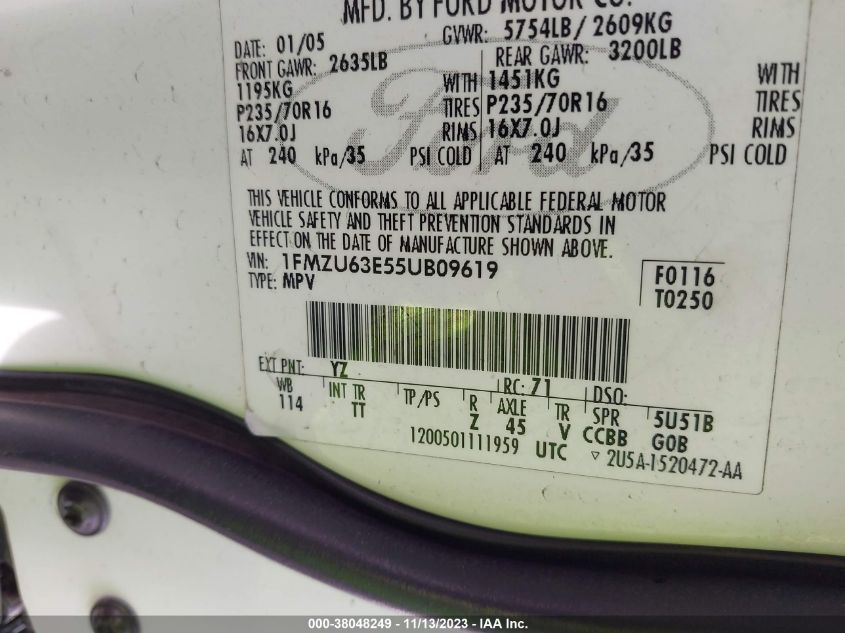 MFD. BY FORD MOTOR CO.
DATE: 01/05 GVWR: 5754LB/ 2609KG
FRONT GAWR: 2635LB REAR GAWR: 3200LB
1195KG WITH 1451KG WITH
P235/70R16 TIRES P235/70R16 TIRES
16X7.0J RIMS 16X7.0J RIMS
AT 240 kPa/35 PSI COLD AT 240 kPa/35 PSI COLD
Ford
THIS VEHICLE CONFORMS TO ALL APPLICABLE FEDERAL MOTOR
VEHICLE SAFETY AND THEFT PREVENTION STANDARDS IN
EFFECT ON THE DATE OF MANUFACTURE SHOWN ABOVE.
VIN: 1FMZU63E55UB09619 F0116
TYPE: MPV T0250
EXT PNT: YZ RC: 71 DSO:
WB INT TR TP/PS R AXLE TR SPR 5U51B
114 TT Z 45 V CCBB GOB
1200501111959 UTC ▽ 2U5A-1520472-AA
000-38048249 - 11/13/2023 - IAAI.com